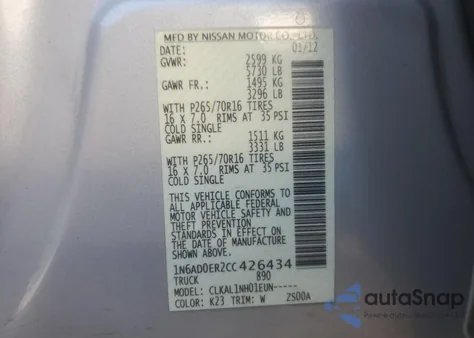 MFD BY NISSAN MOTOR CO., LTD.
DATE: 01/12
GVWR: 2599 KG
5730 LB
GAWR FR.: 1495 KG
3296 LB
WITH P265/70R16 TIRES
16 X 7.0 RIMS AT 35 PSI
COLD SINGLE
GAWR RR.: 1511 KG
3331 LB
WITH P265/70R16 TIRES
16 X 7.0 RIMS AT 35 PSI
COLD SINGLE
THIS VEHICLE CONFORMS TO
ALL APPLICABLE FEDERAL
MOTOR VEHICLE SAFETY AND
THEFT PREVENTION
STANDARDS IN EFFECT ON
THE DATE OF MANUFACTURE
SHOWN ABOVE.
1N6AD0ER2CC426434
TRUCK 890
MODEL: CLKAL1NH01EUN-----
COLOR: K23 TRIM: W 2S00A
autoSnap